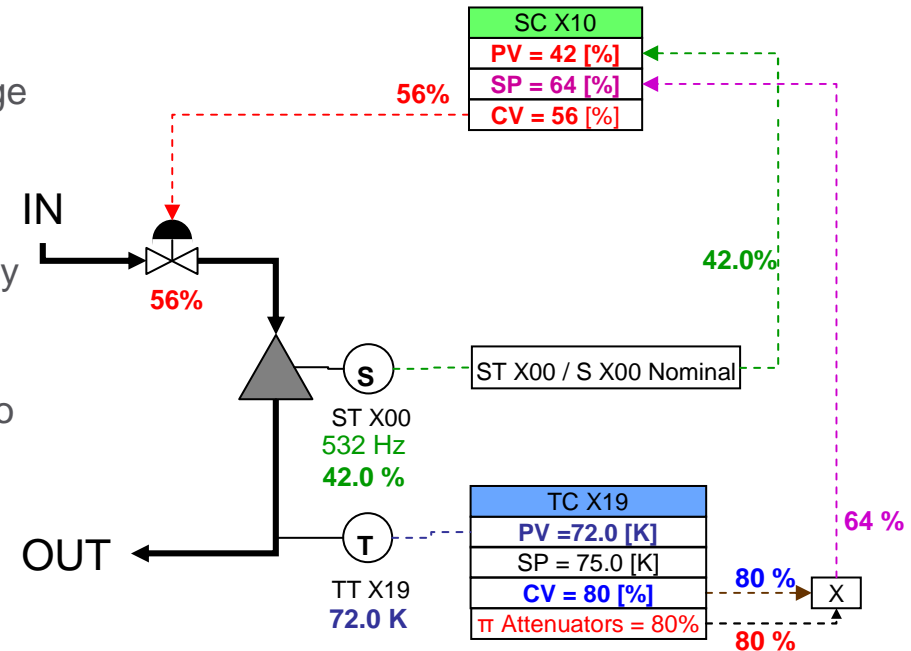 SC X10
PV = 42 [%]
SP = 64 [%]
CV = 56 [%]
56%
ge
IN
y
56%
42.0%
S
ST X00 / S X00 Nominal
ST X00
532 Hz
42.0 %
o
TC X19
PV =72.0 [K]
SP = 75.0 [K]
CV = 80 [%]
π Attenuators = 80%
64 %
OUT
T
TT X19
72.0 K
80 %
X
80 %